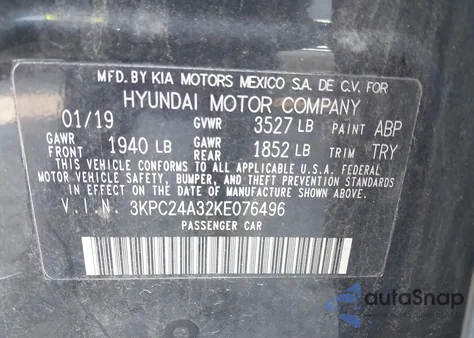 MFD. BY KIA MOTORS MEXICO S.A. DE C.V. FOR
HYUNDAI MOTOR COMPANY
01/19 GVWR 3527 LB PAINT ABP
GAWR FRONT 1940 LB GAWR REAR 1852 LB TRIM TRY
THIS VEHICLE CONFORMS TO ALL APPLICABLE U.S.A. FEDERAL
MOTOR VEHICLE SAFETY, BUMPER, AND THEFT PREVENTION STANDARDS
IN EFFECT ON THE DATE OF MANUFACTURE SHOWN ABOVE.
V.I.N. 3KPC24A32KE076496
PASSENGER CAR
autoSnap